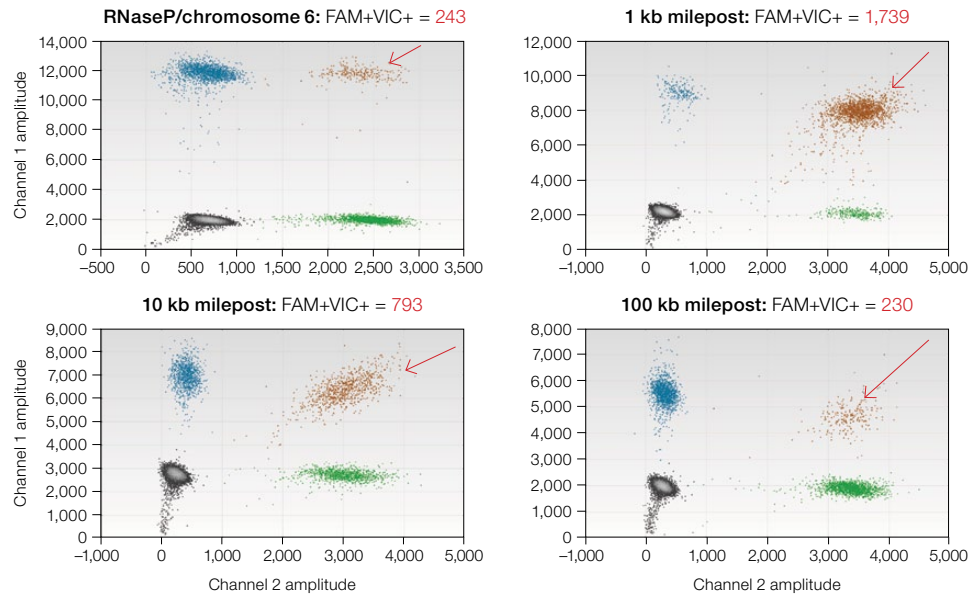 RNaseP/chromosome 6: FAM+VIC+ = 243
1 kb milepost: FAM+VIC+ = 1,739
14,000
12,000
10,000
8,000
6,000
4,000
2,000
0
Channel 1 amplitude
–500 0 500 1,000 1,500 2,000 2,500 3,000 3,500
12,000
10,000
8,000
6,000
4,000
2,000
0
–1,000 0 1,000 2,000 3,000 4,000 5,000
10 kb milepost: FAM+VIC+ = 793
100 kb milepost: FAM+VIC+ = 230
9,000
8,000
7,000
6,000
5,000
4,000
3,000
2,000
1,000
0
Channel 1 amplitude
–1,000 0 1,000 2,000 3,000 4,000 5,000
Channel 2 amplitude
8,000
7,000
6,000
5,000
4,000
3,000
2,000
1,000
0
–1,000 0 1,000 2,000 3,000 4,000 5,000
Channel 2 amplitude